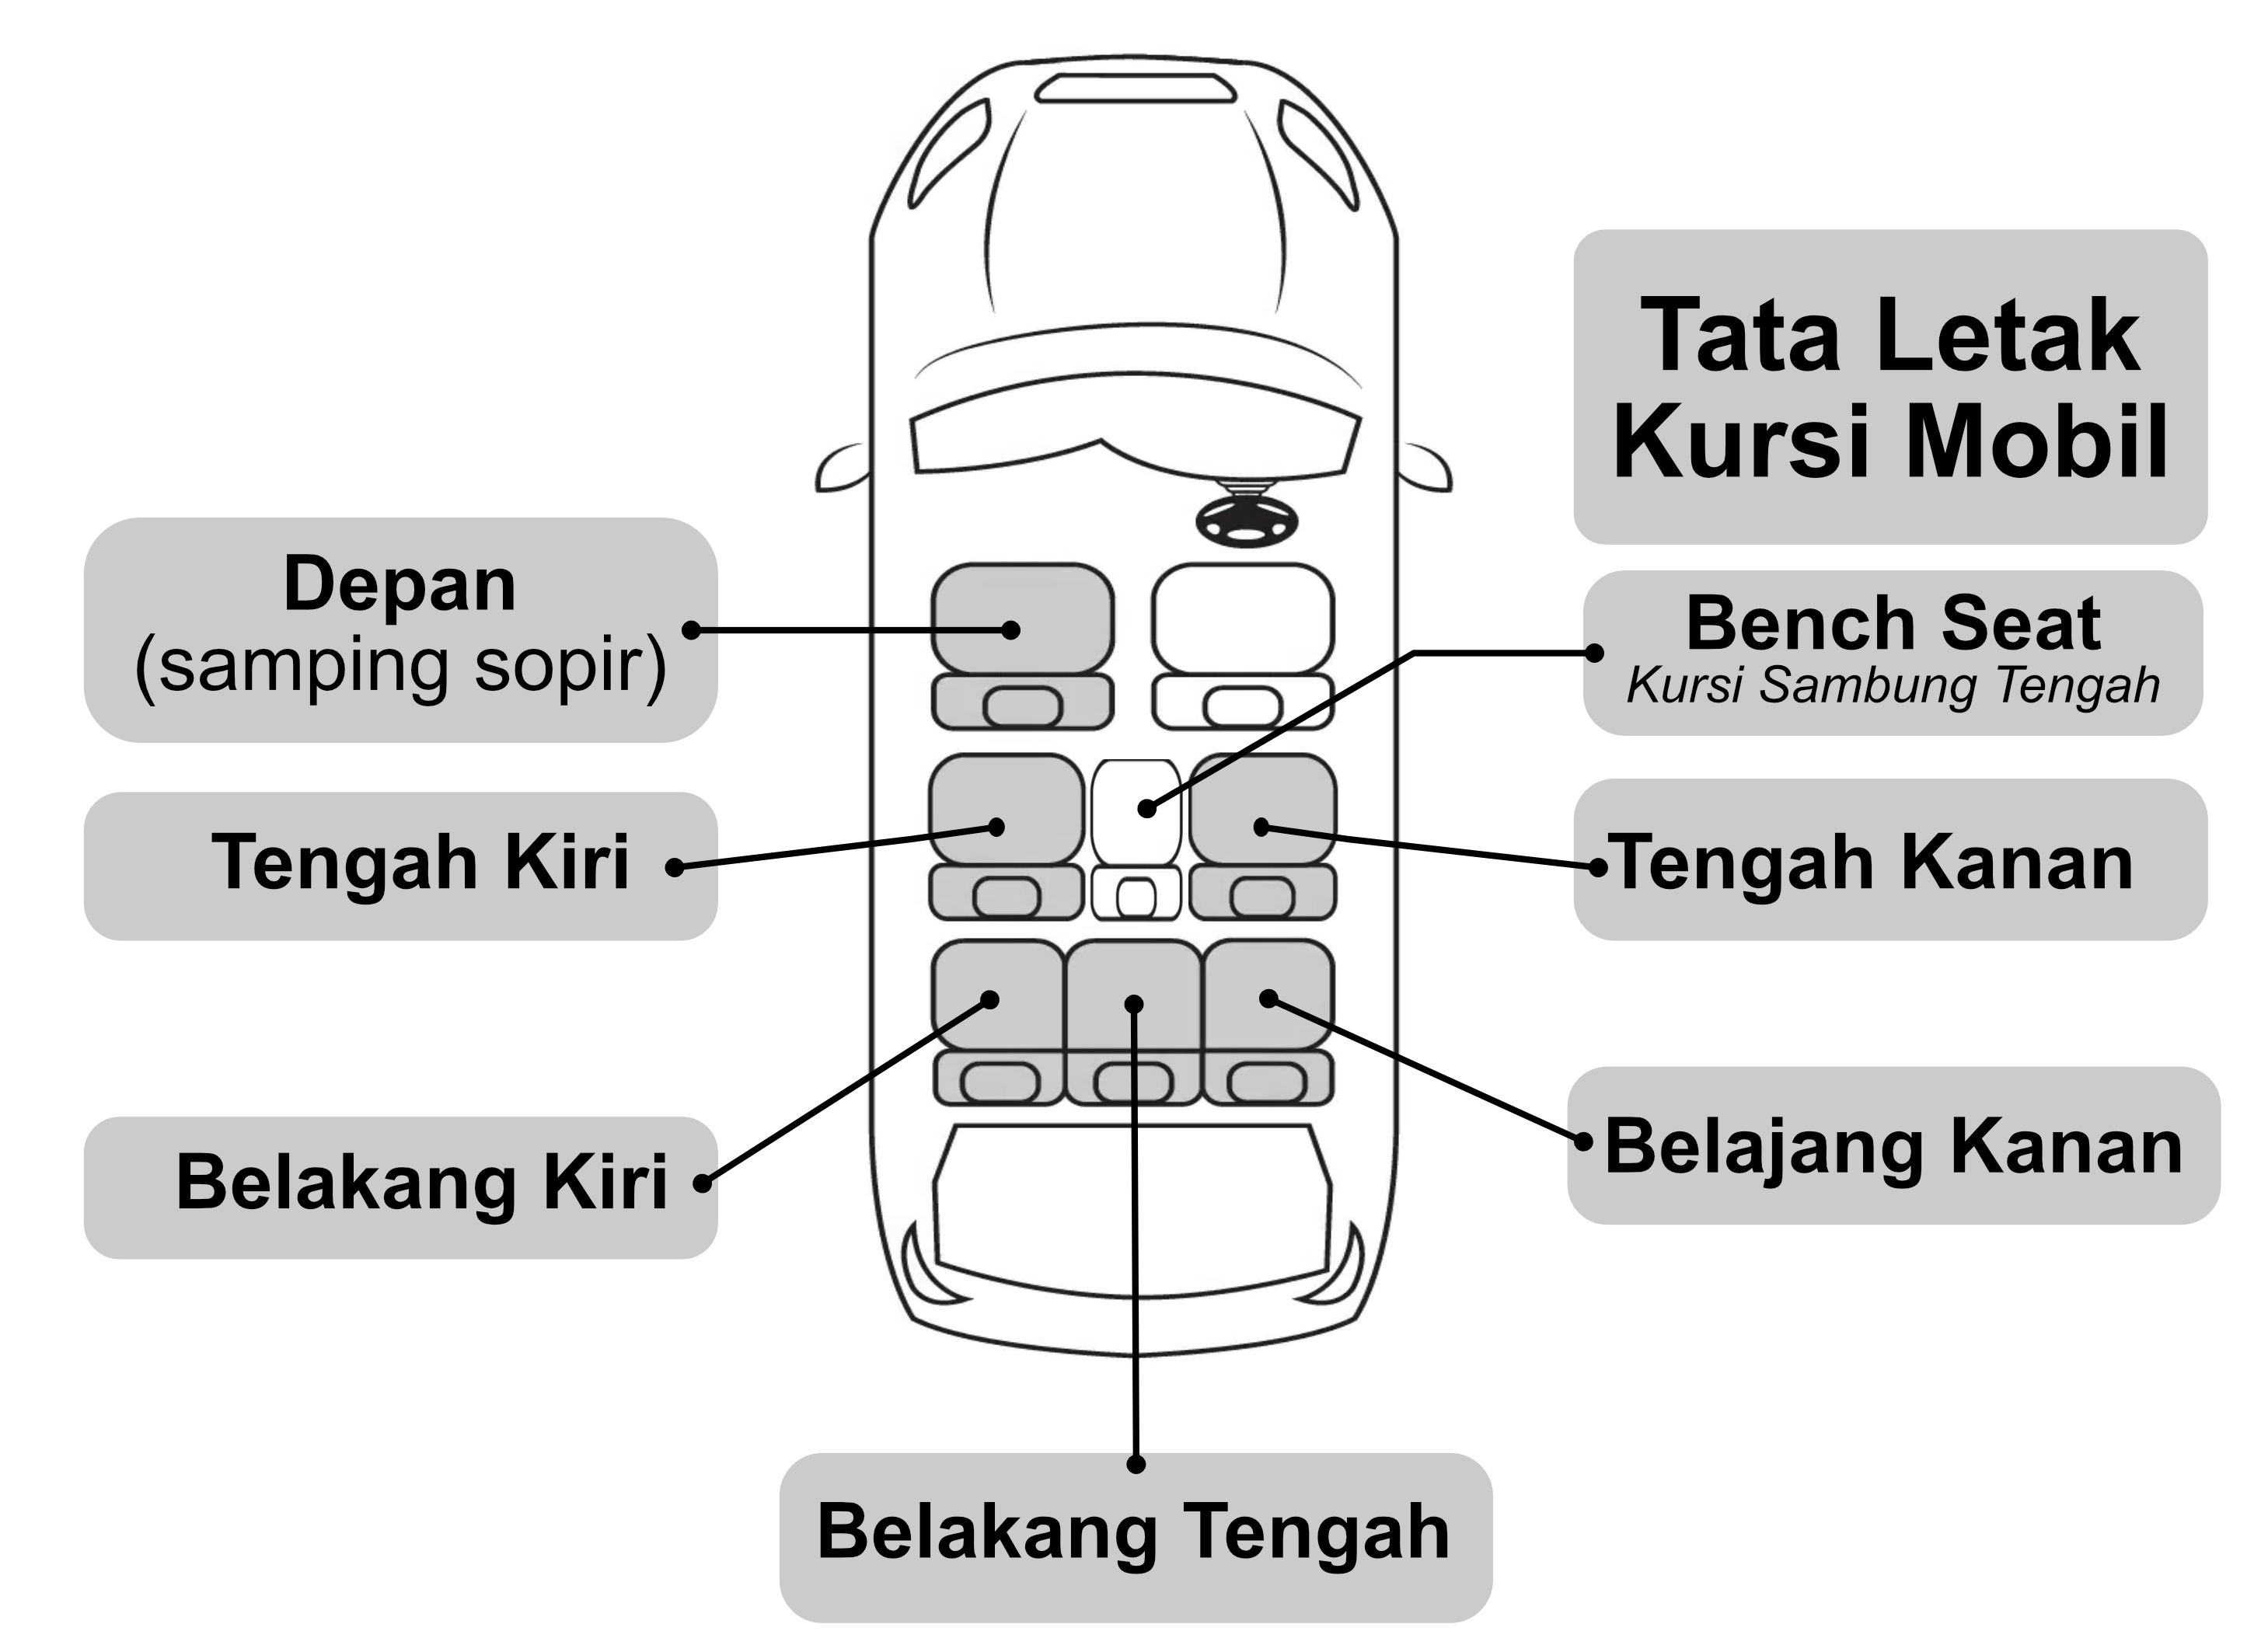 Tata Letak
Kursi Mobil
Depan
(samping sopir)
Bench Seat
Kursi Sambung Tengah
Tengah Kiri
Tengah Kanan
Belakang Kiri
Belajang Kanan
Belakang Tengah